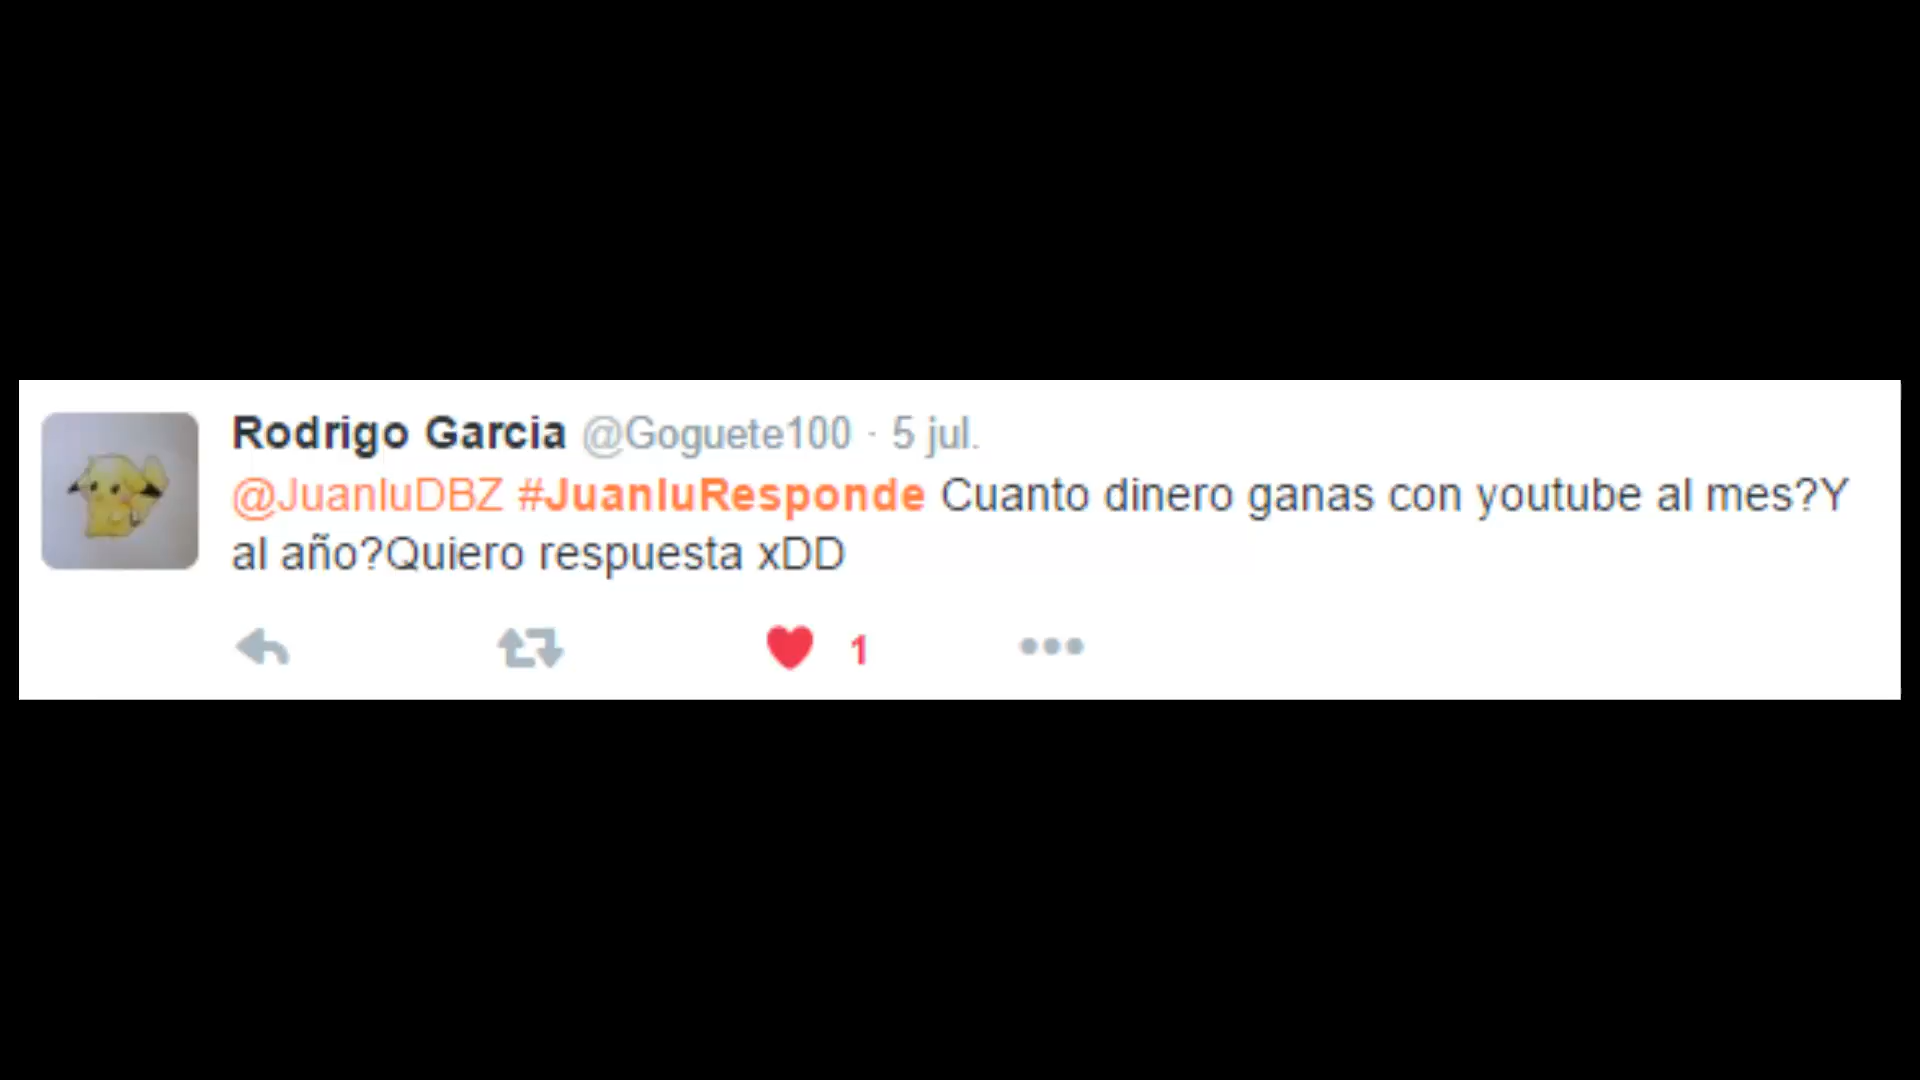 Rodrigo Garcia @Goguete100 · 5 jul.
@JuanluDBZ #JuanluResponde Cuanto dinero ganas con youtube al mes?Y
al año?Quiero respuesta xDD
1